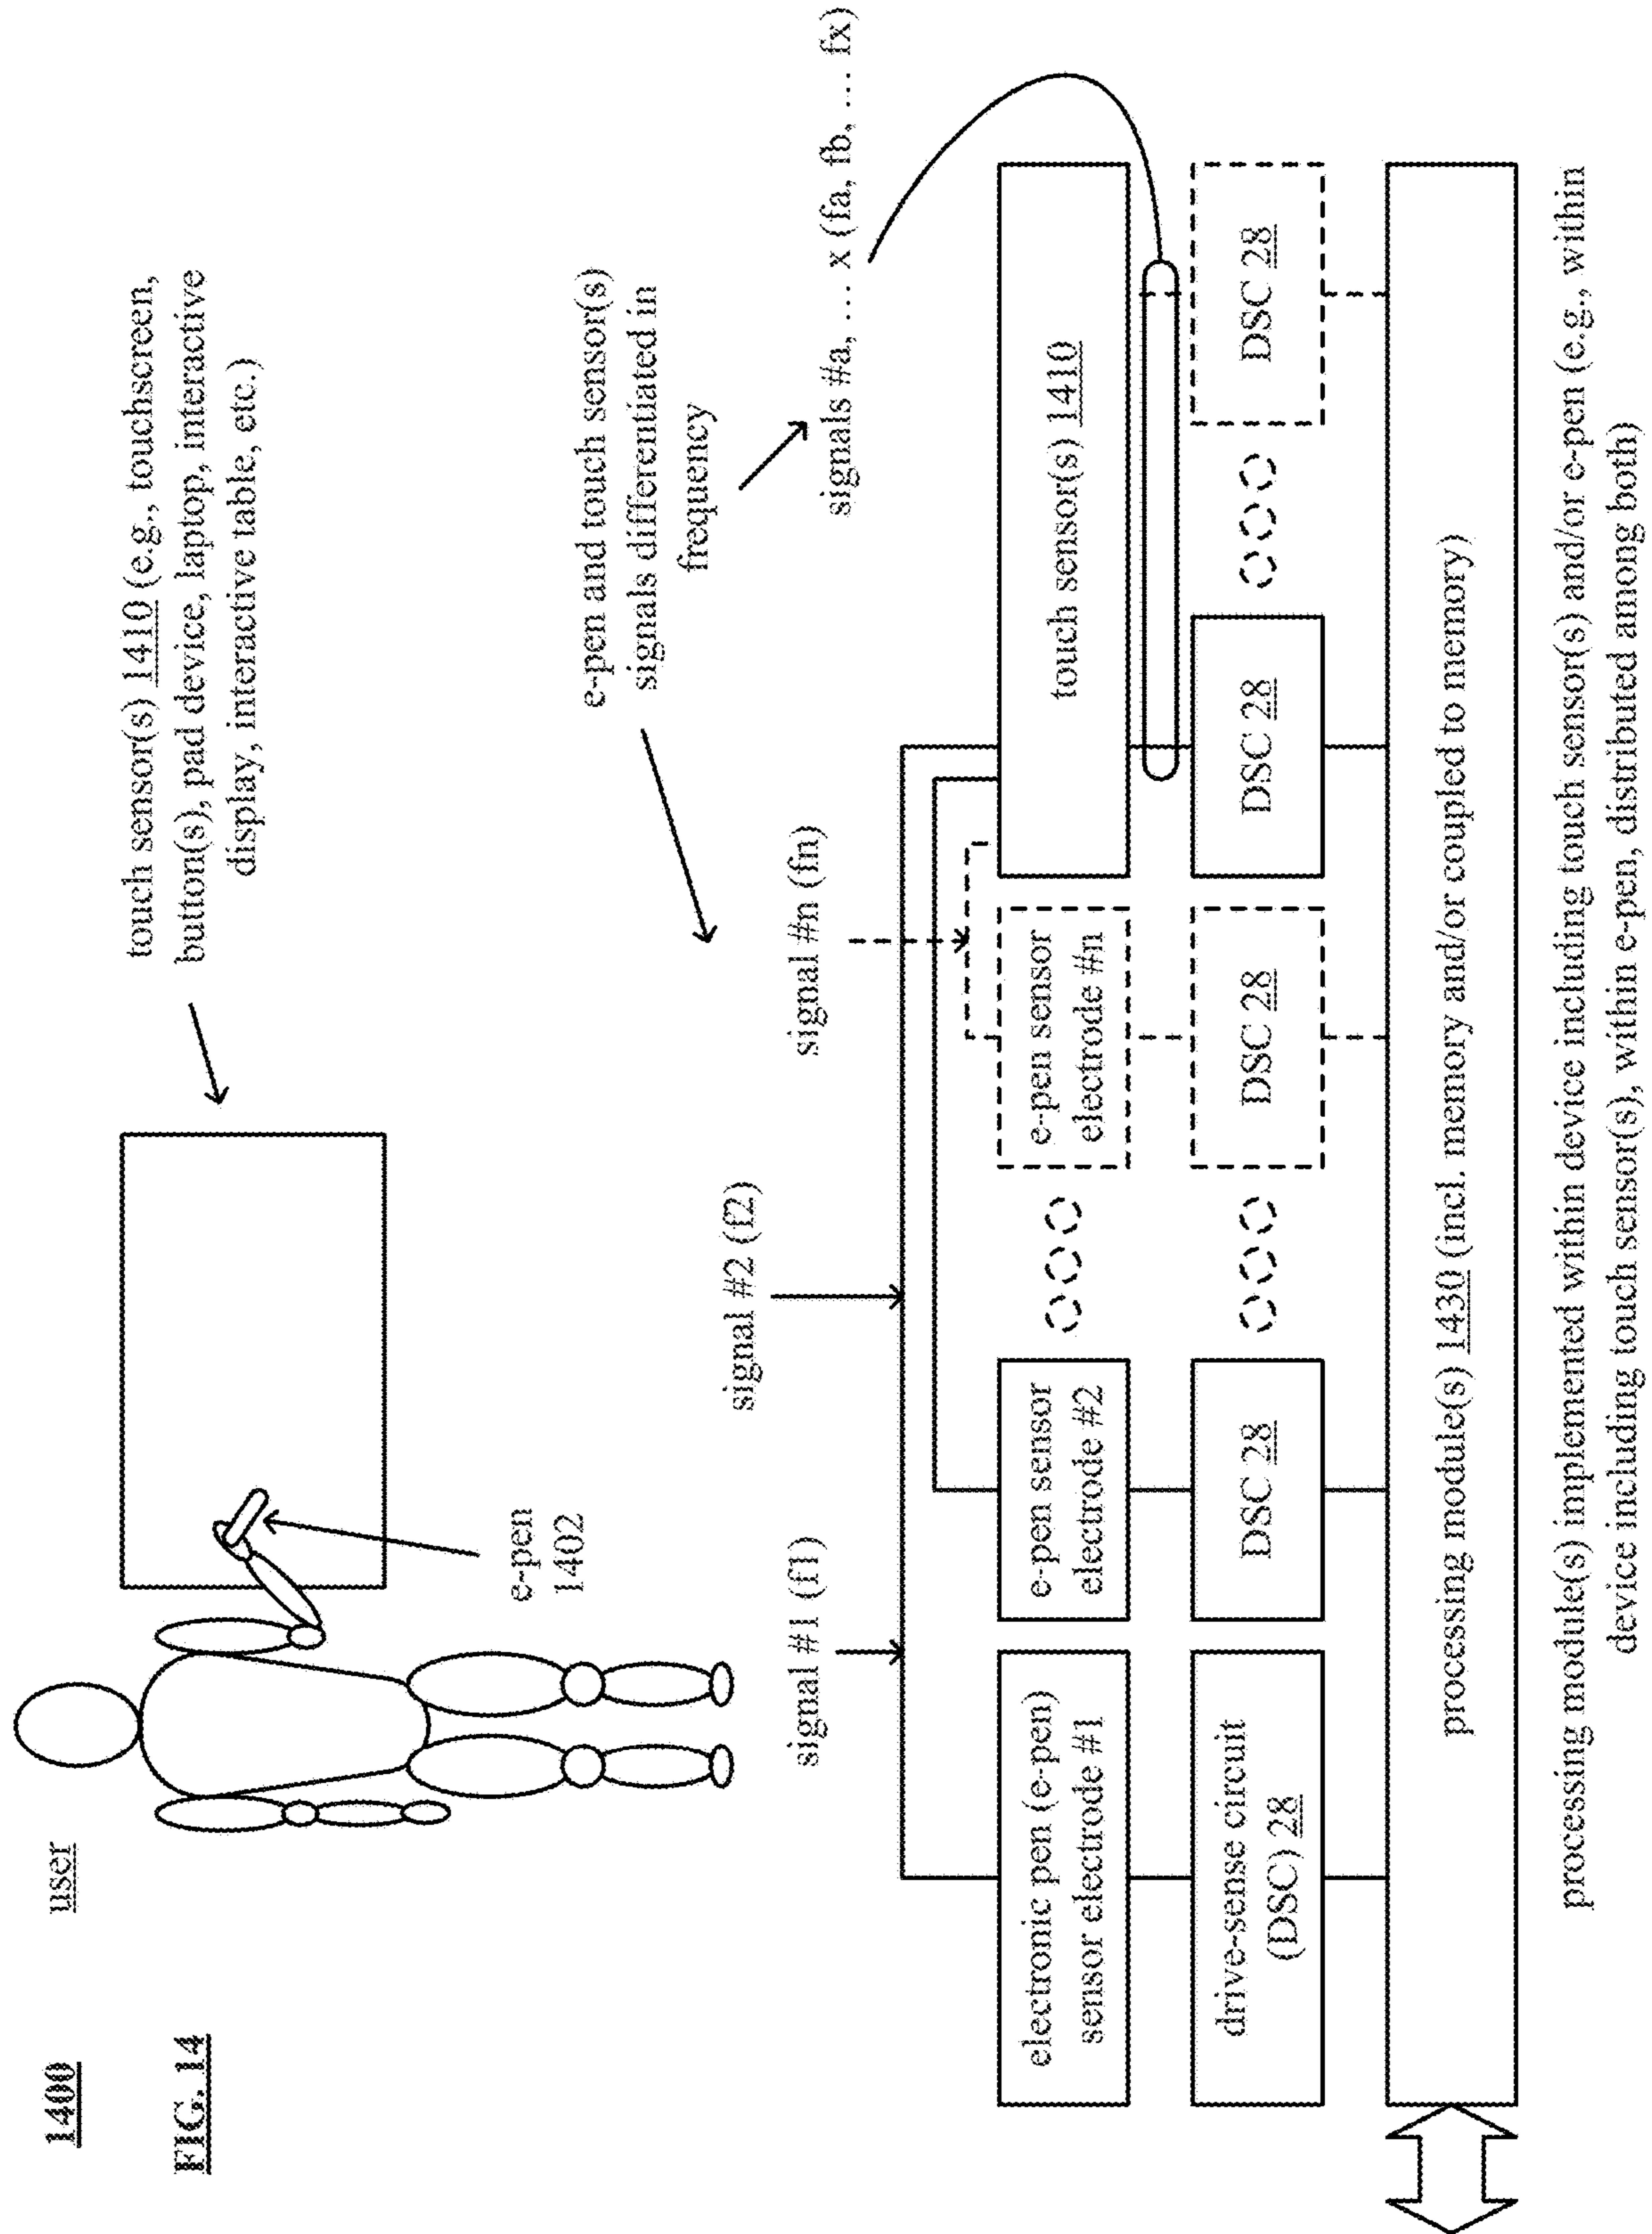 1400
FIG. 14
user
touch sensor(s) 1410 (e.g., touchscreen,
button(s), pad device, laptop, interactive
display, interactive table, etc.)
e-pen
1402
e-pen and touch sensor(s)
signals differentiated in
frequency
signal #1 (f1)
signal #2 (f2)
signal #n (fn)
signals #a, … x (fa, fb, … fx)
electronic pen (e-pen)
sensor electrode #1
e-pen sensor
electrode #2
e-pen sensor
electrode #n
touch sensor(s) 1410
drive-sense circuit
(DSC) 28
DSC 28
DSC 28
DSC 28
DSC 28
processing module(s) 1430 (incl. memory and/or coupled to memory)
processing module(s) implemented within device including touch sensor(s) and/or e-pen (e.g., within
device including touch sensor(s), within e-pen, distributed among both)